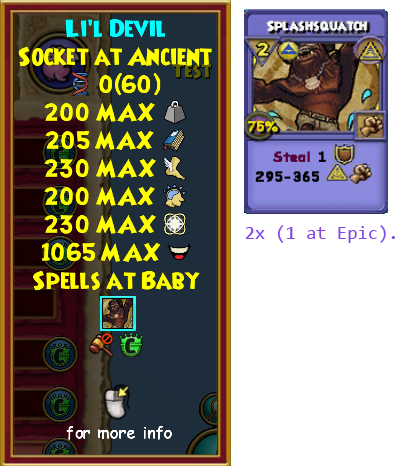 Li'l Devil
Socket at Ancient
TEST
0(60)
200 MAX
205 MAX
230 MAX
200 MAX
230 MAX
1065 MAX
Spells at Baby
for more info
SPLASHSQUATCH
2
75%
Steal 1
295-365
2x (1 at Epic).